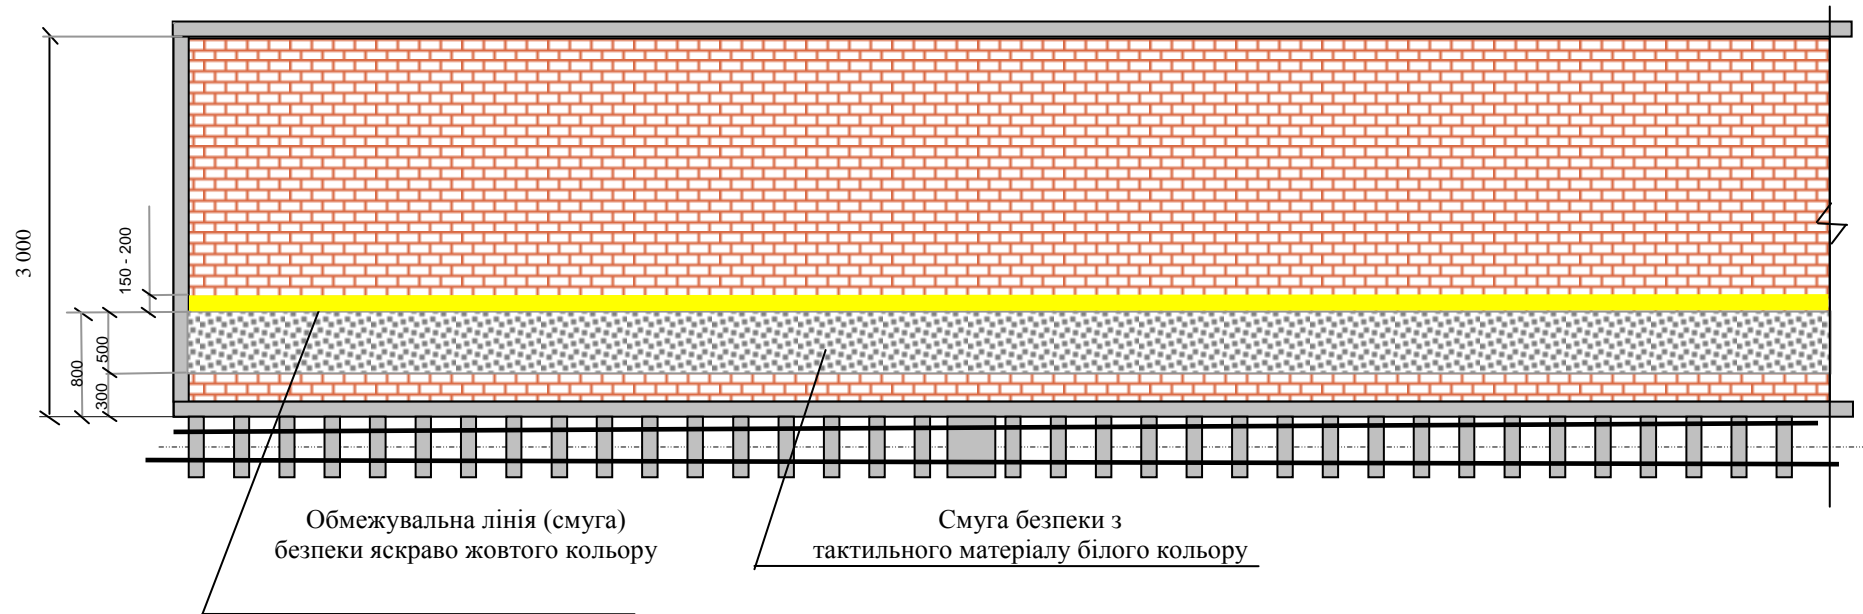 3 000
150 - 200
800
500
300
Обмежувальна лінія (смуга)
безпеки яскраво жовтого кольору
Смуга безпеки з
тактильного матеріалу білого кольору